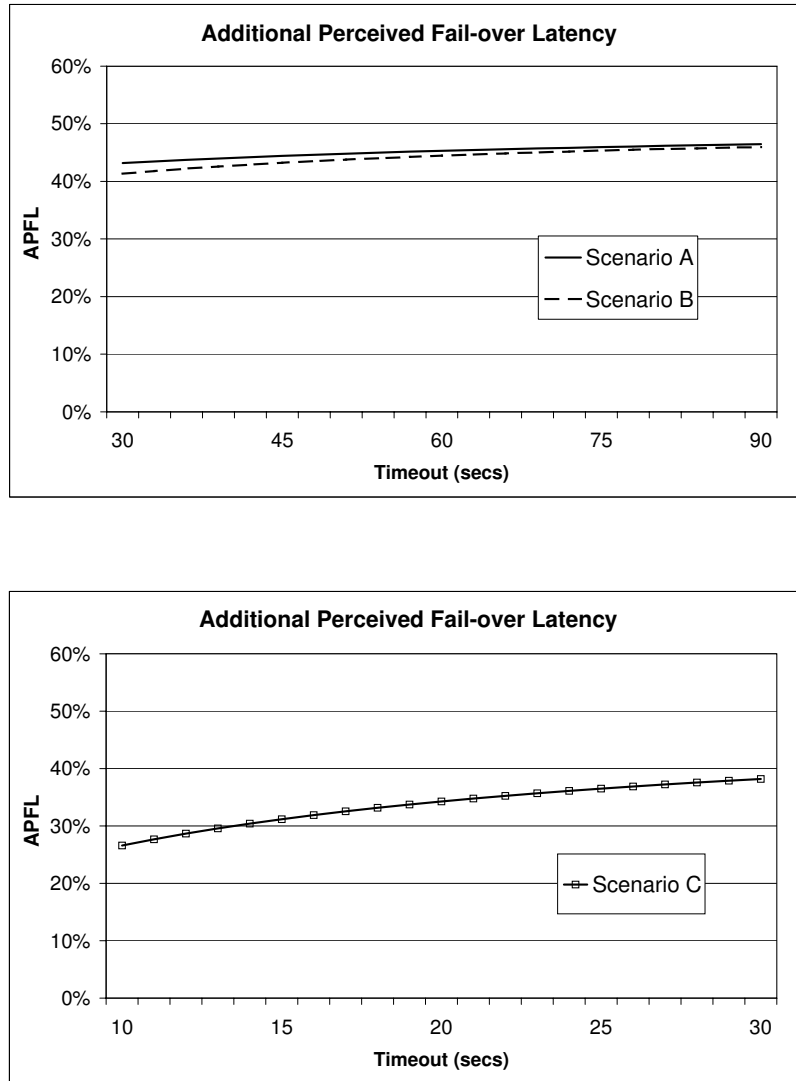 Additional Perceived Fail-over Latency
60%
50%
40%
30%
20%
10%
0%
APFL
Scenario A
Scenario B
30 45 60 75 90
Timeout (secs)
Additional Perceived Fail-over Latency
60%
50%
40%
30%
20%
10%
0%
APFL
Scenario C
10 15 20 25 30
Timeout (secs)